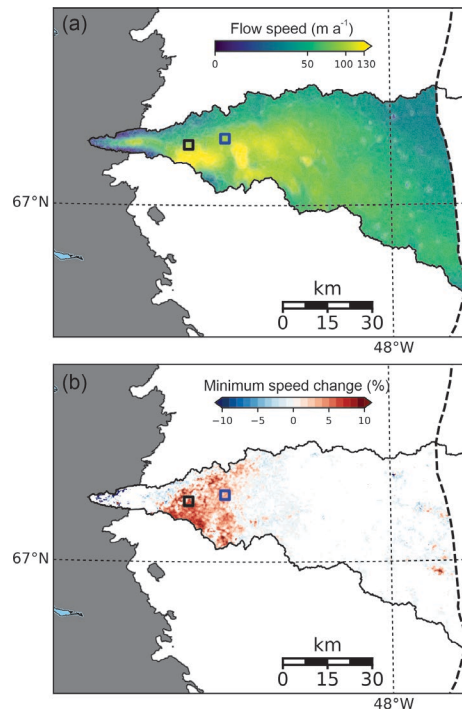 (a)
Flow speed (m a⁻¹)
0 50 100 130
67°N
km
0 15 30
48°W
(b)
Minimum speed change (%)
−10 −5 0 5 10
67°N
km
0 15 30
48°W